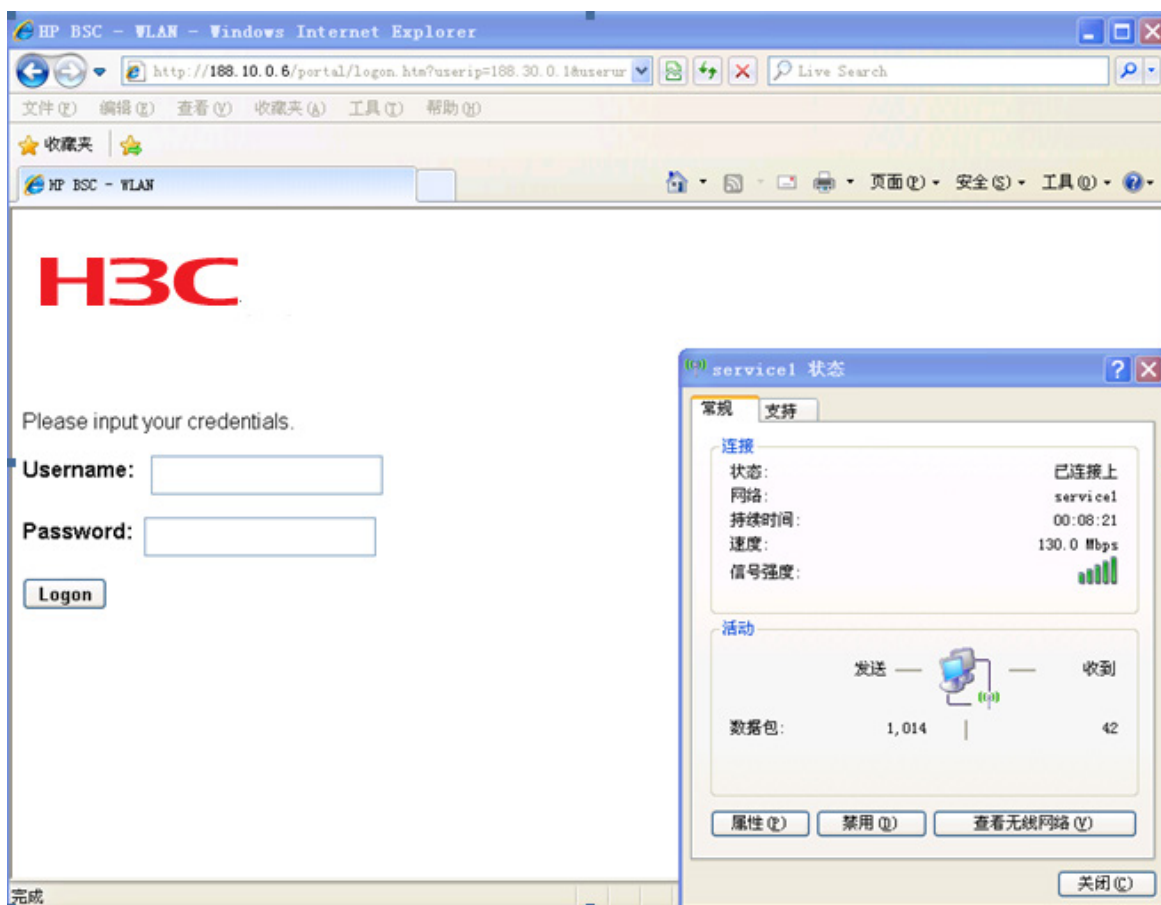 HP BSC - WLAN - Windows Internet Explorer
http://188.10.0.6/portal/logon.htm?userip=188.30.0.1&userur
Live Search
文件(F) 编辑(E) 查看(V) 收藏夹(A) 工具(T) 帮助(H)
收藏夹
HP BSC - WLAN
页面(P) 安全(S) 工具(O)
H3C
Please input your credentials.
Username:
Password:
Logon
service1 状态
常规 支持
连接
状态: 已连接上
网络: service1
持续时间: 00:08:21
速度: 130.0 Mbps
信号强度:
活动
发送 — — 收到
数据包: 1,014 | 42
属性(P) 禁用(D) 查看无线网络(V)
关闭(C)
完成